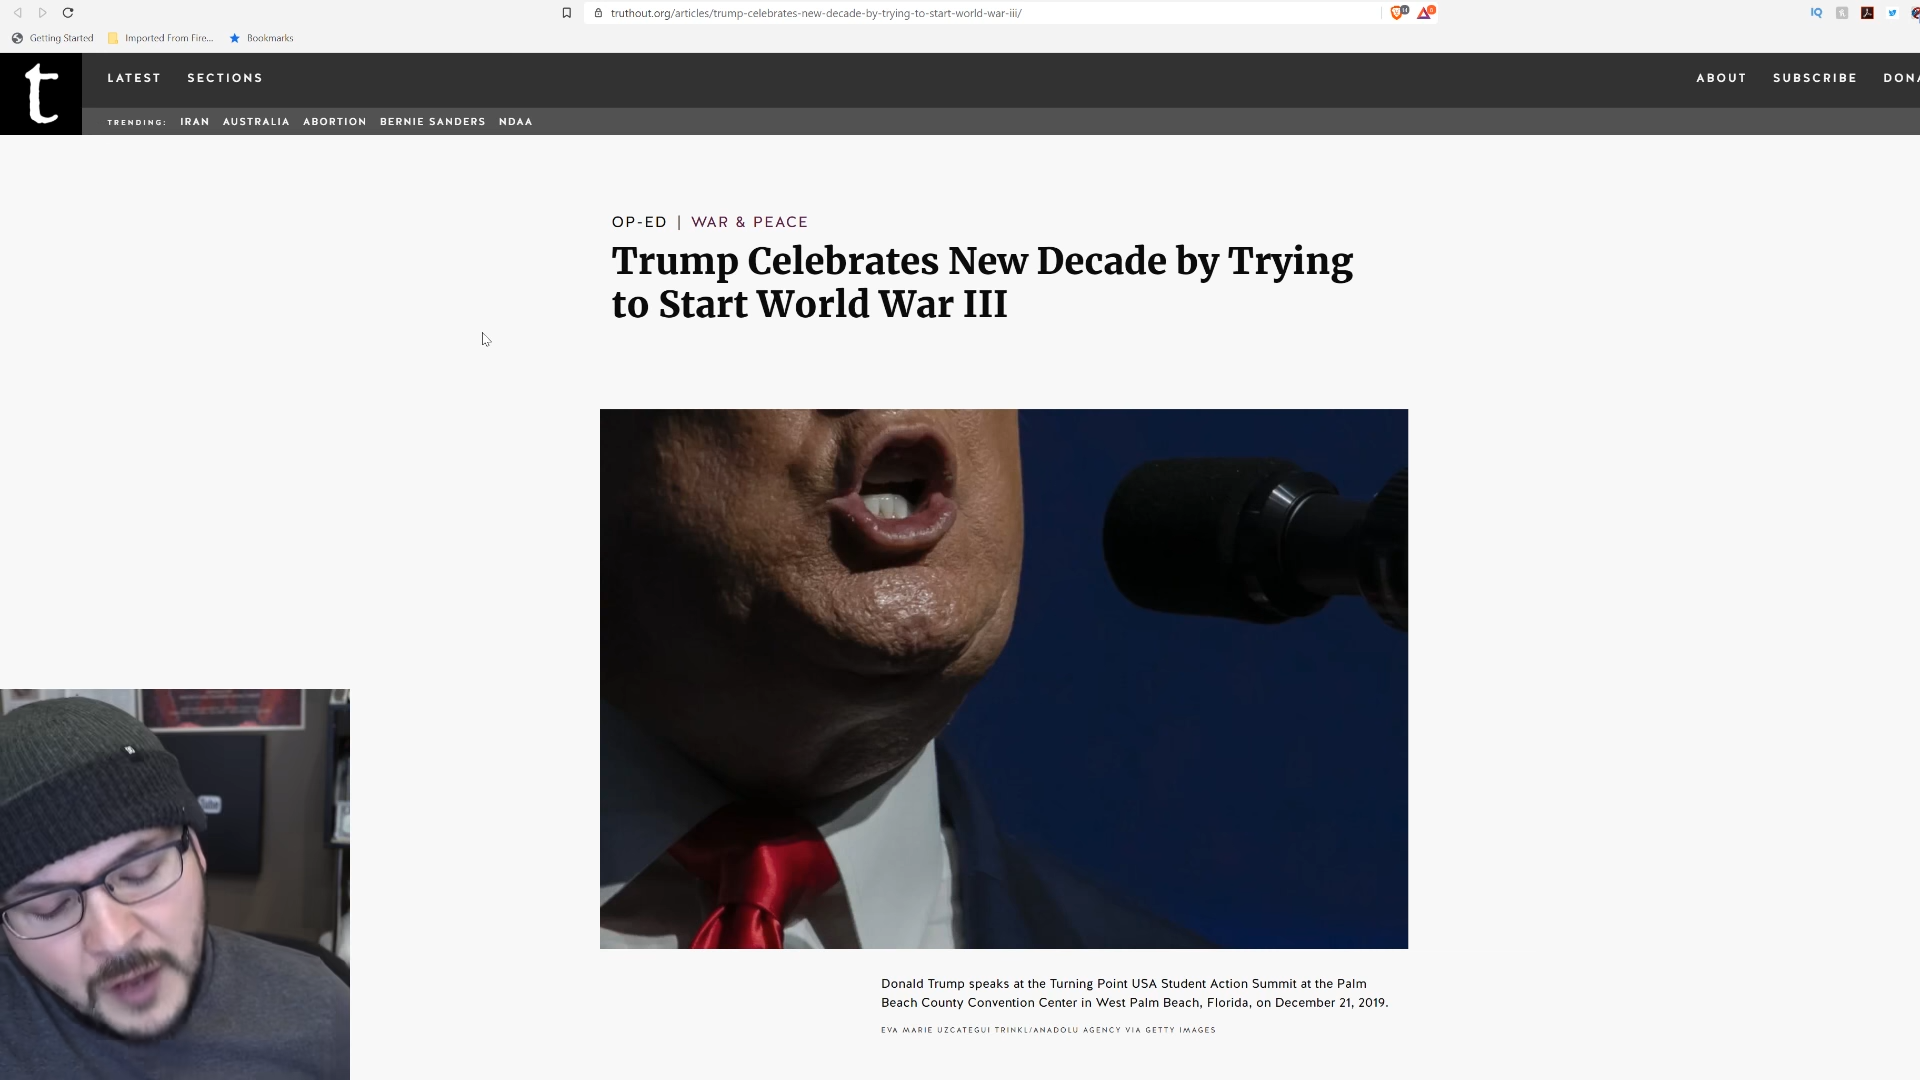 truthout.org/articles/trump-celebrates-new-decade-by-trying-to-start-world-war-iii/
IQ
Getting Started
Imported From Fire...
Bookmarks
t
LATEST
SECTIONS
ABOUT
SUBSCRIBE
DONA
TRENDING:
IRAN
AUSTRALIA
ABORTION
BERNIE SANDERS
NDAA
OP-ED | WAR & PEACE
Trump Celebrates New Decade by Trying
to Start World War III
Donald Trump speaks at the Turning Point USA Student Action Summit at the Palm
Beach County Convention Center in West Palm Beach, Florida, on December 21, 2019.
EVA MARIE UZCATEGUI TRINKL/ANADOLU AGENCY VIA GETTY IMAGES